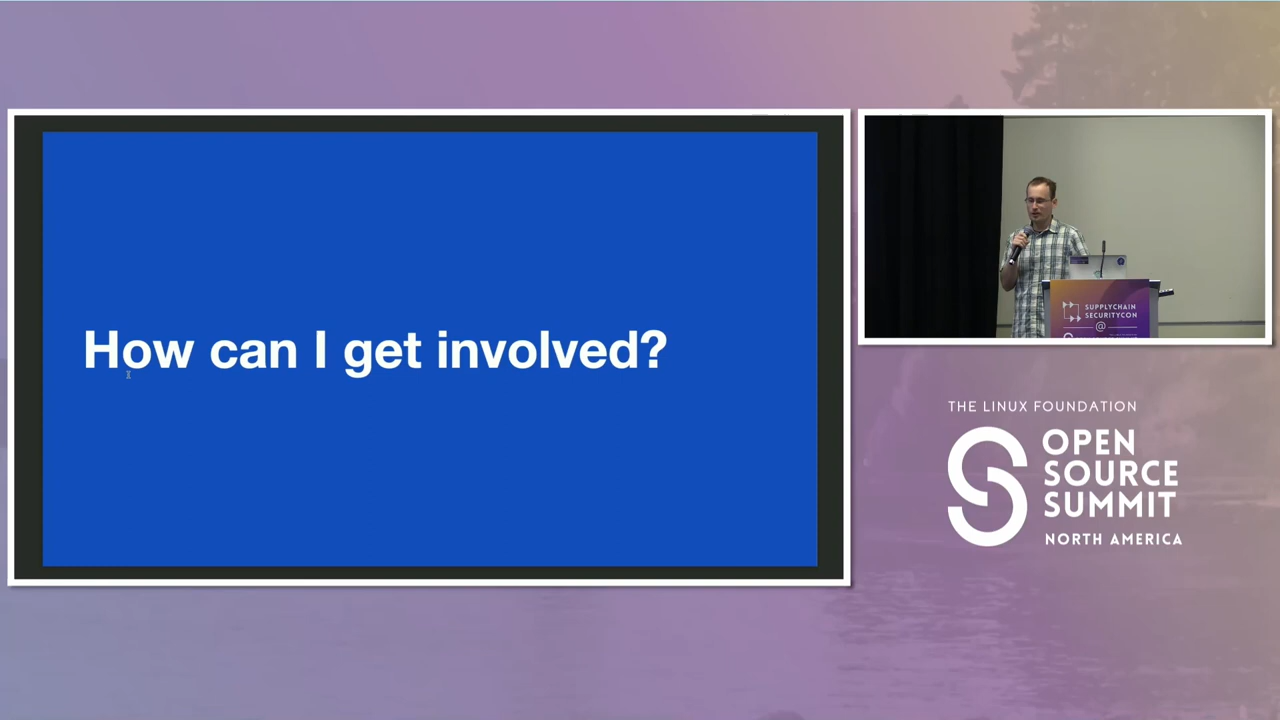 How can I get involved?
SUPPLYCHAIN
SECURITYCON
@
THE LINUX FOUNDATION
OPEN
SOURCE
SUMMIT
NORTH AMERICA